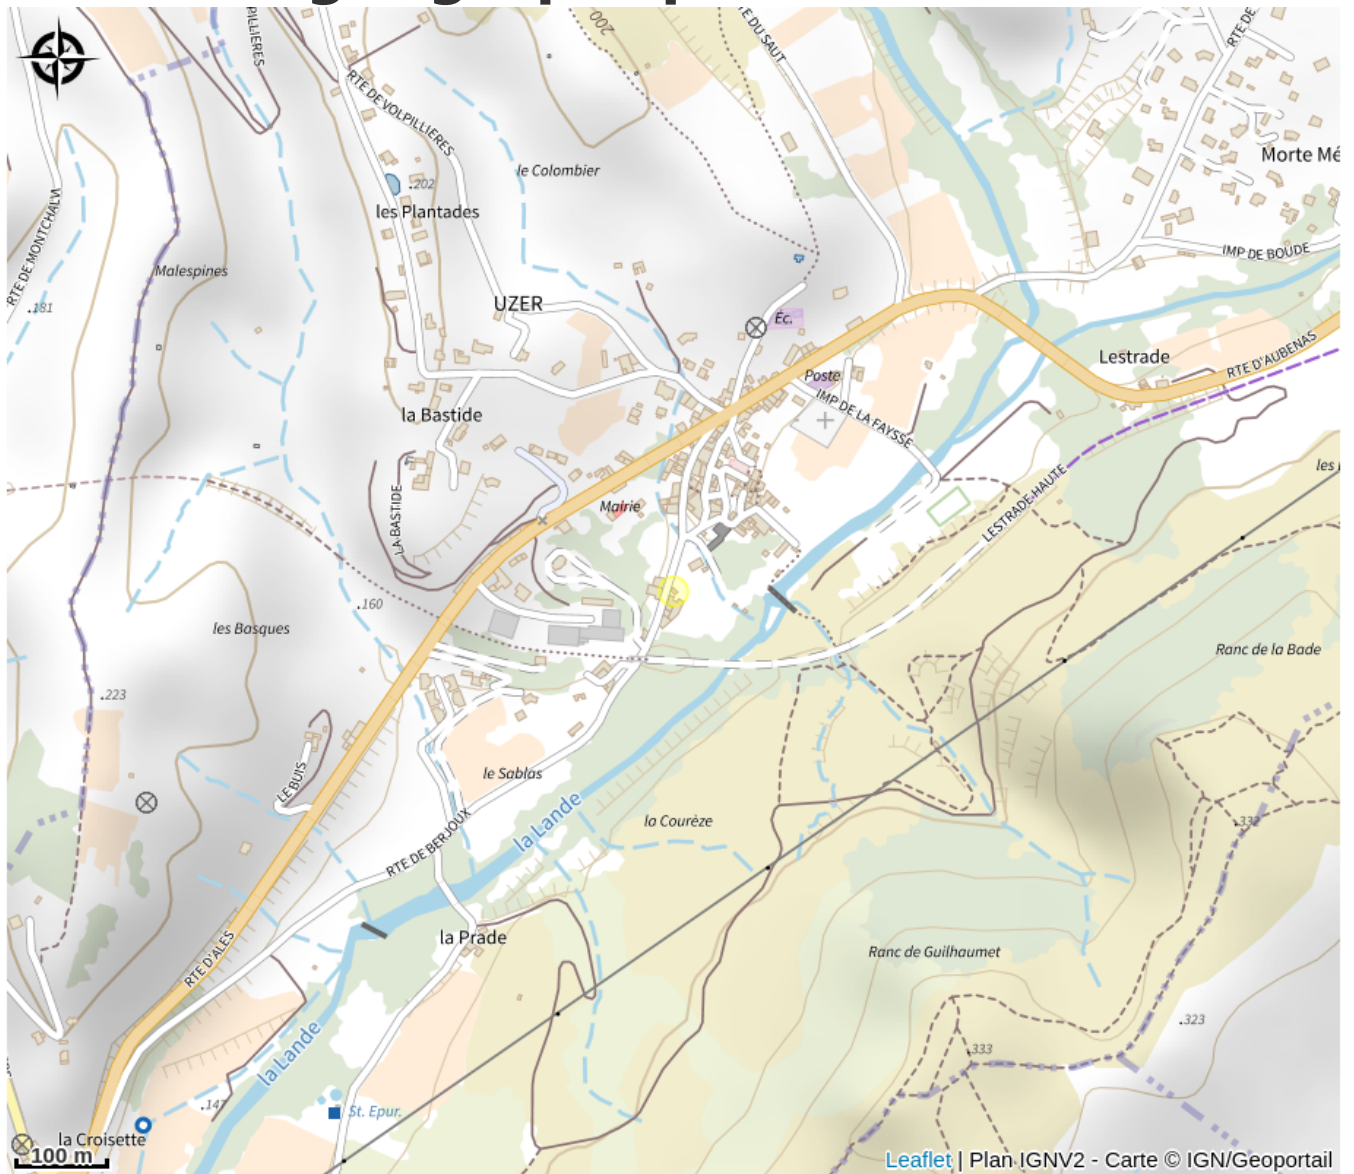 PILLIERES
200
TE DU SAUT
RTE DE
RTE DE VOLPILLIERES
Morte Mé
le Colombier
.202
les Plantades
RTE DE MONTCHALVI
IMP DE BOUDE
Malespines
UZER
.181
Éc.
Lestrade
RTE D'AUBENAS
Poste
IMP DE LA FAYSSE
la Bastide
les
LA BASTIDE
Mairie
LESTRADE-HAUTE
.160
les Basques
Ranc de la Bade
.223
LE BUIS
le Sablas
la Lande
la Courèze
.332
RTE DE BERJOUX
la Prade
RTE D'ALES
Ranc de Guilhaumet
.323
.333
la Lande
.147
St. Epur.
la Croisette
100 m
Leaflet | Plan IGNV2 - Carte © IGN/Geoportail